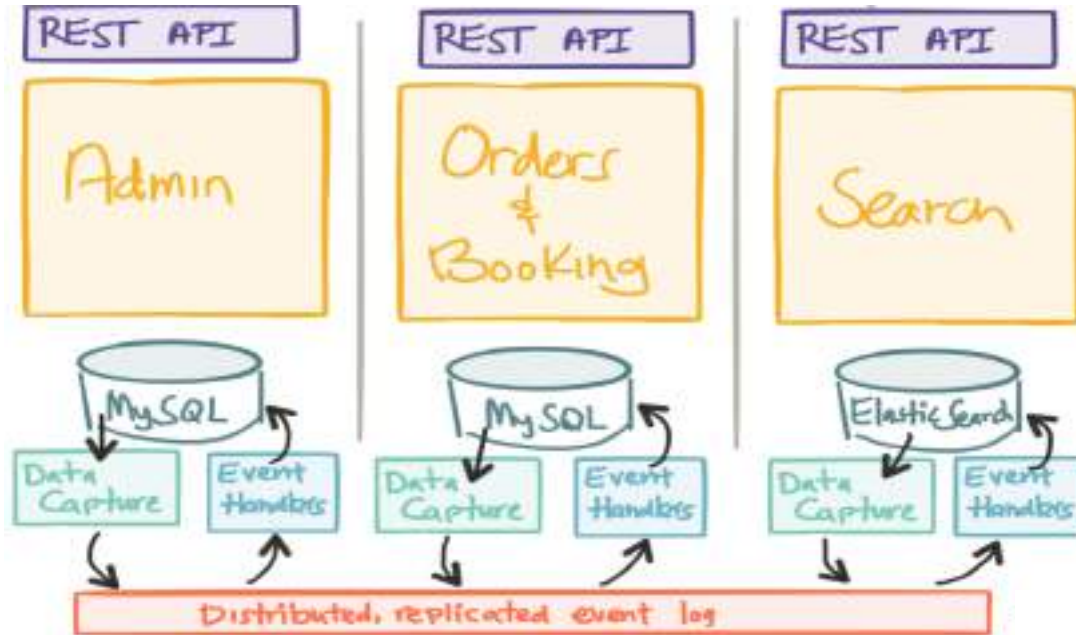 REST API
Admin
MySQL
Data
Capture
Event
Handlers
REST API
Orders
&
Booking
MySQL
Data
Capture
Event
Handlers
REST API
Search
ElasticSearch
Data
Capture
Event
Handlers
Distributed, replicated event log